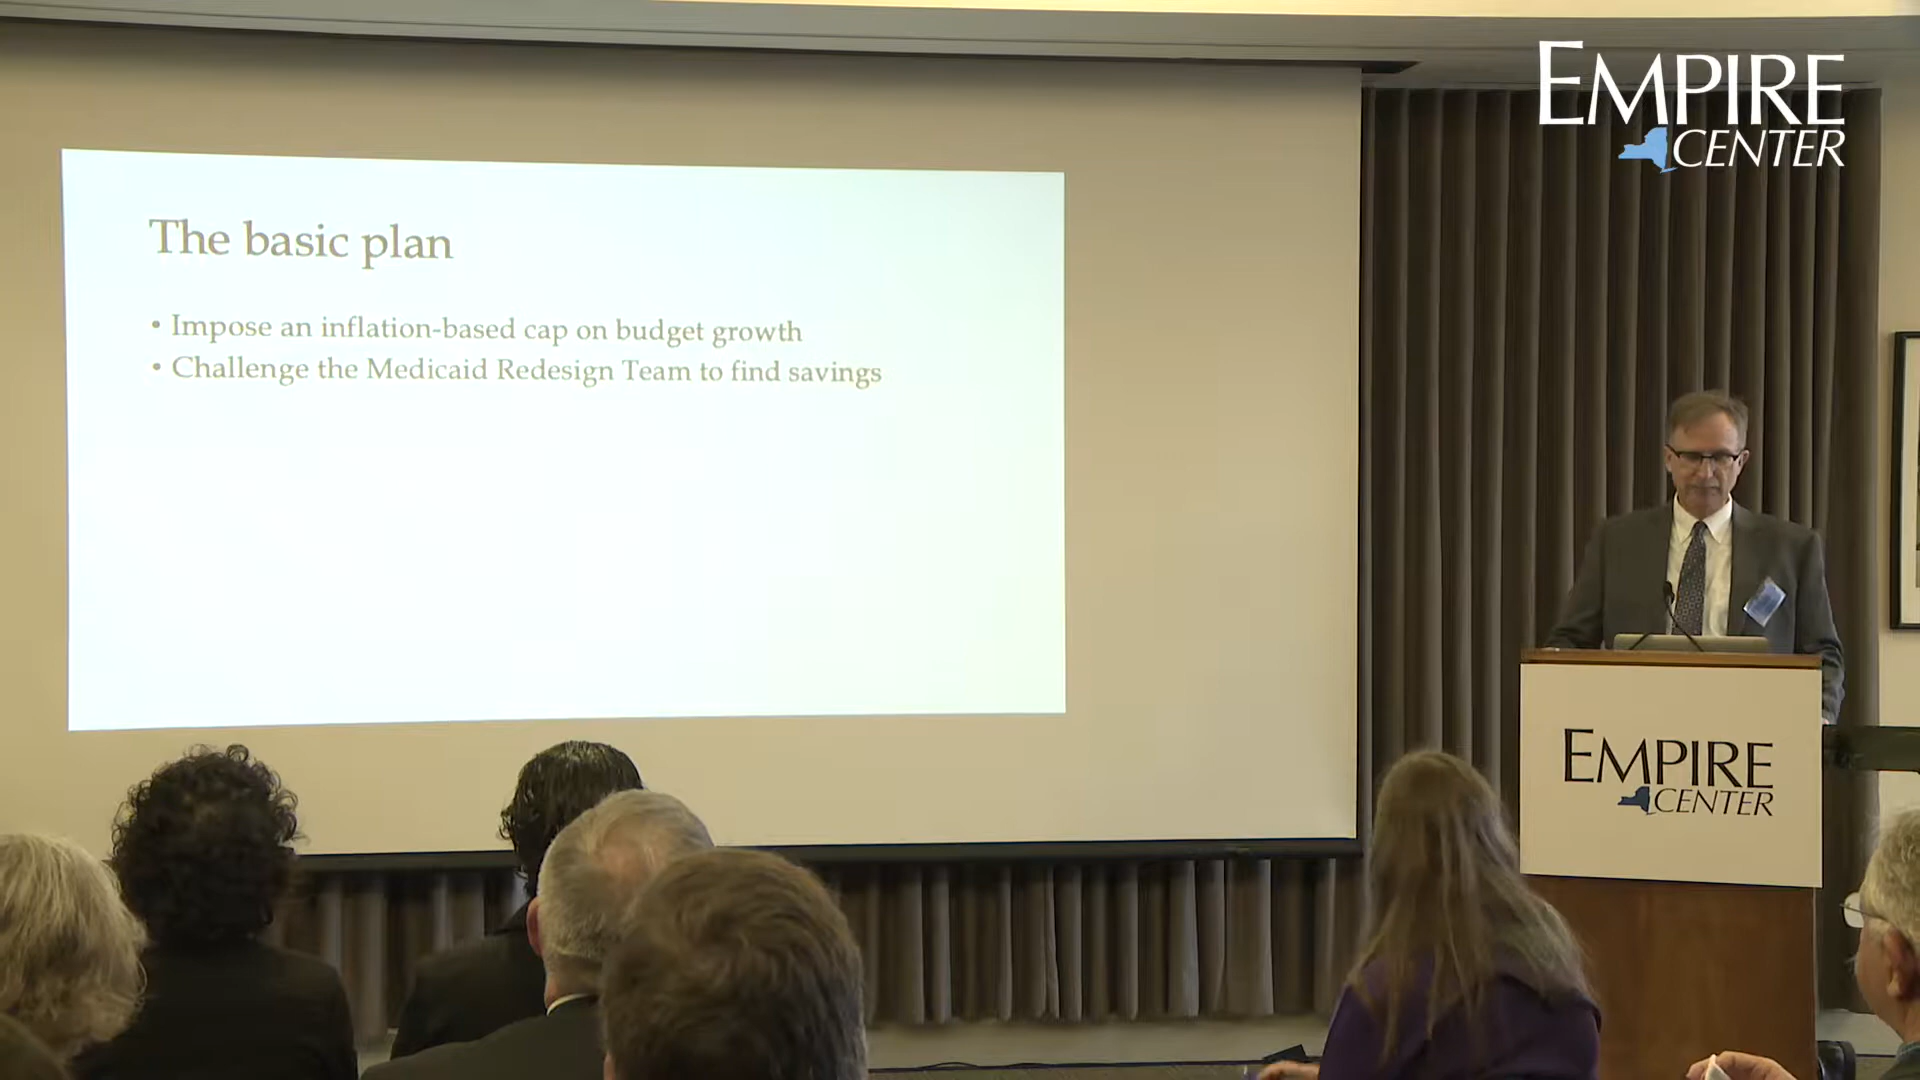 EMPIRE
CENTER
The basic plan
• Impose an inflation-based cap on budget growth
• Challenge the Medicaid Redesign Team to find savings
EMPIRE
CENTER